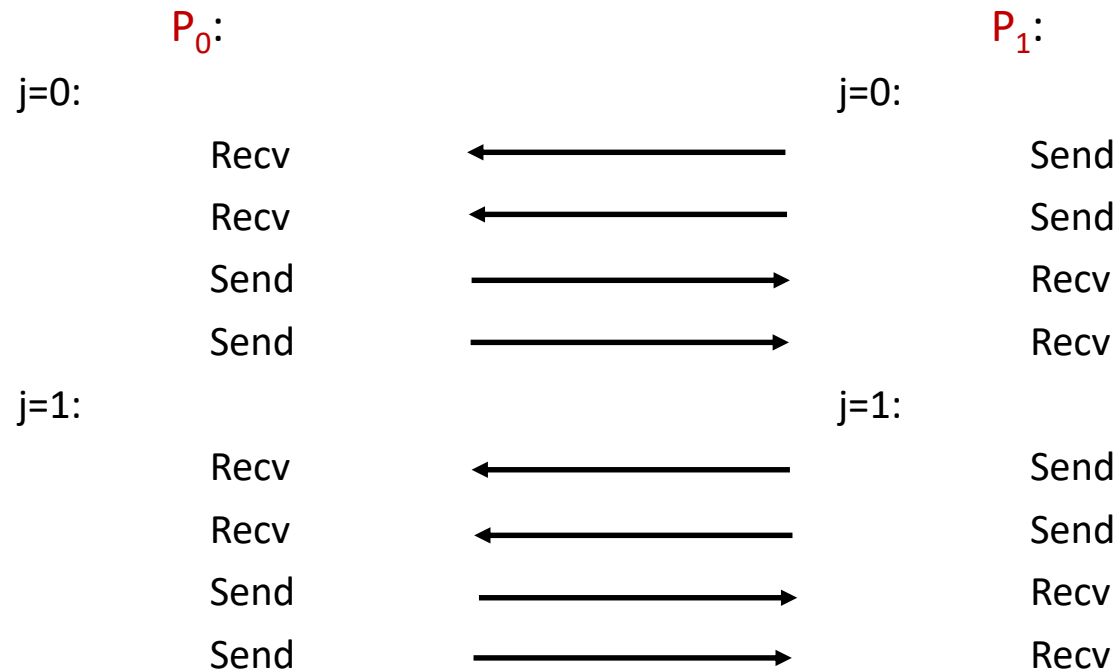 P₀: P₁:
j=0: j=0:
Recv Send
Recv Send
Send Recv
Send Recv
j=1: j=1:
Recv Send
Recv Send
Send Recv
Send Recv